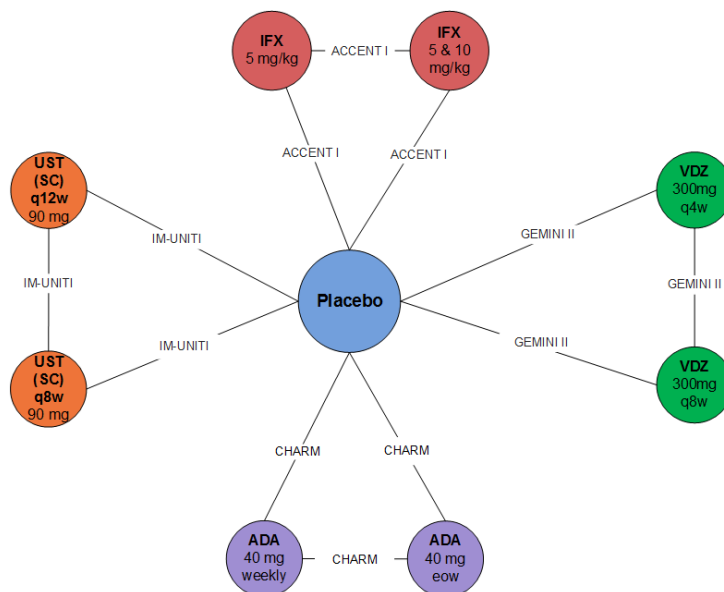 IFX
5 mg/kg
ACCENT I
IFX
5 & 10
mg/kg
ACCENT I
ACCENT I
UST
(SC)
q12w
90 mg
VDZ
300mg
q4w
IM-UNITI
GEMINI II
IM-UNITI
GEMINI II
Placebo
IM-UNITI
GEMINI II
UST
(SC)
q8w
90 mg
VDZ
300mg
q8w
CHARM
CHARM
ADA
40 mg
weekly
CHARM
ADA
40 mg
eow